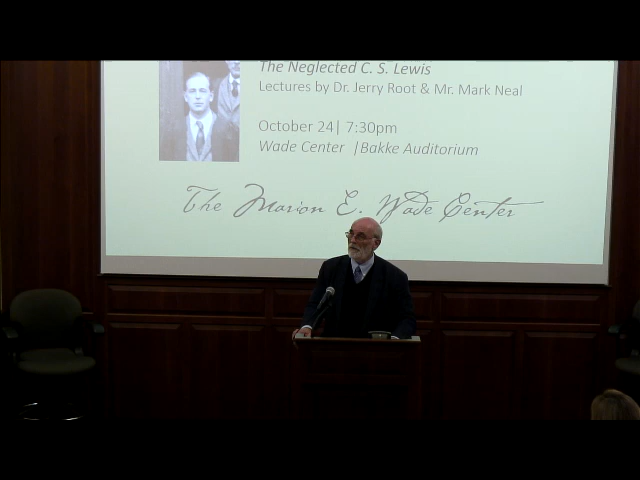 The Neglected C. S. Lewis
Lectures by Dr. Jerry Root & Mr. Mark Neal
October 24| 7:30pm
Wade Center |Bakke Auditorium
The Marion E. Wade Center